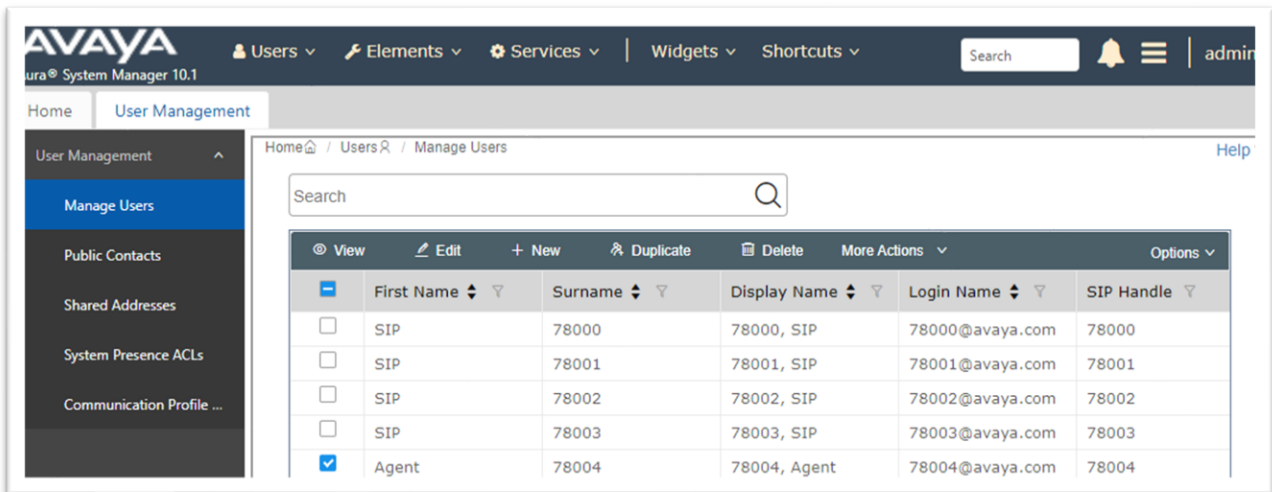 AVAYA
ura® System Manager 10.1
Users
Elements
Services
Widgets
Shortcuts
Search
admin
Home
User Management
User Management
Manage Users
Public Contacts
Shared Addresses
System Presence ACLs
Communication Profile ...
Home / Users / Manage Users
Help
Search
View Edit + New Duplicate Delete More Actions Options
First Name Surname Display Name Login Name SIP Handle
SIP 78000 78000, SIP 78000@avaya.com 78000
SIP 78001 78001, SIP 78001@avaya.com 78001
SIP 78002 78002, SIP 78002@avaya.com 78002
SIP 78003 78003, SIP 78003@avaya.com 78003
Agent 78004 78004, Agent 78004@avaya.com 78004